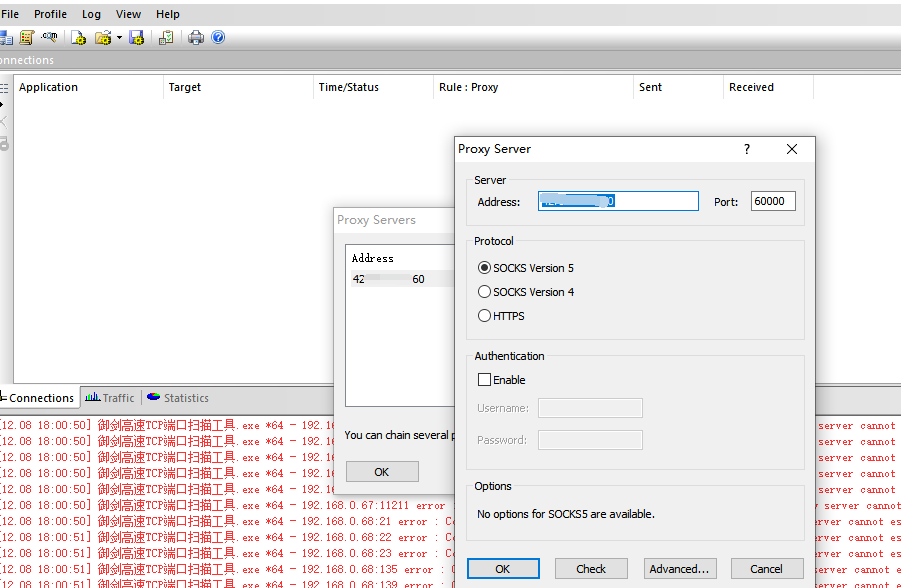 File Profile Log View Help
onnections
Application Target Time/Status Rule : Proxy Sent Received
Proxy Server ?
Server
Address: Port: 60000
Protocol
SOCKS Version 5
SOCKS Version 4
HTTPS
Authentication
Enable
Username:
Password:
Options
No options for SOCKS5 are available.
OK Check Advanced... Cancel
Proxy Servers
Address
42 60
You can chain several p
OK
Connections Traffic Statistics
[12.08 18:00:50] 御剑高速TCP端口扫描工具.exe *64 - 192.16 server cannot
[12.08 18:00:50] 御剑高速TCP端口扫描工具.exe *64 - 192.16 server cannot
[12.08 18:00:50] 御剑高速TCP端口扫描工具.exe *64 - 192.16 server cannot
[12.08 18:00:50] 御剑高速TCP端口扫描工具.exe *64 - 192.16 server cannot
[12.08 18:00:50] 御剑高速TCP端口扫描工具.exe *64 - 192.1 server cannot
[12.08 18:00:50] 御剑高速TCP端口扫描工具.exe *64 - 192.168.0.67:11211 error server cannot
[12.08 18:00:50] 御剑高速TCP端口扫描工具.exe *64 - 192.168.0.68:21 error : Co rver cannot es
[12.08 18:00:51] 御剑高速TCP端口扫描工具.exe *64 - 192.168.0.68:22 error : Co rver cannot es
[12.08 18:00:51] 御剑高速TCP端口扫描工具.exe *64 - 192.168.0.68:23 error : Co rver cannot es
[12.08 18:00:51] 御剑高速TCP端口扫描工具.exe *64 - 192.168.0.68:135 error : server cannot e
[12.08 18:00:51] 御剑高速TCP端口扫描工具.exe *64 - 192.168.0.68:139 error : server cannot e